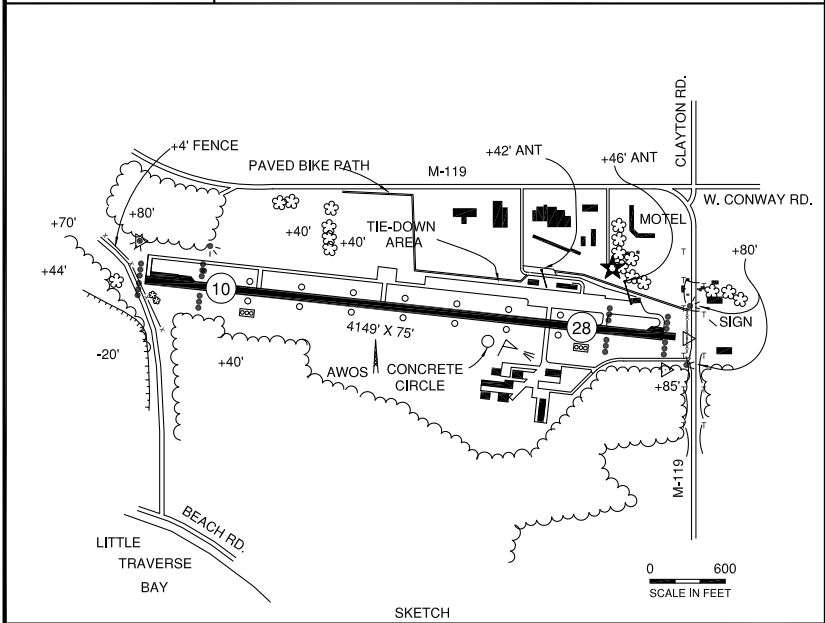 CLAYTON RD.
+4' FENCE
+42' ANT
+46' ANT
PAVED BIKE PATH
M-119
W. CONWAY RD.
+70'
+80'
+40'
+40'
TIE-DOWN
AREA
MOTEL
+80'
+44'
10
28
SIGN
4149' X 75'
-20'
+40'
AWOS
CONCRETE
CIRCLE
+85'
M-119
BEACH RD.
LITTLE
TRAVERSE
BAY
0 600
SCALE IN FEET
SKETCH